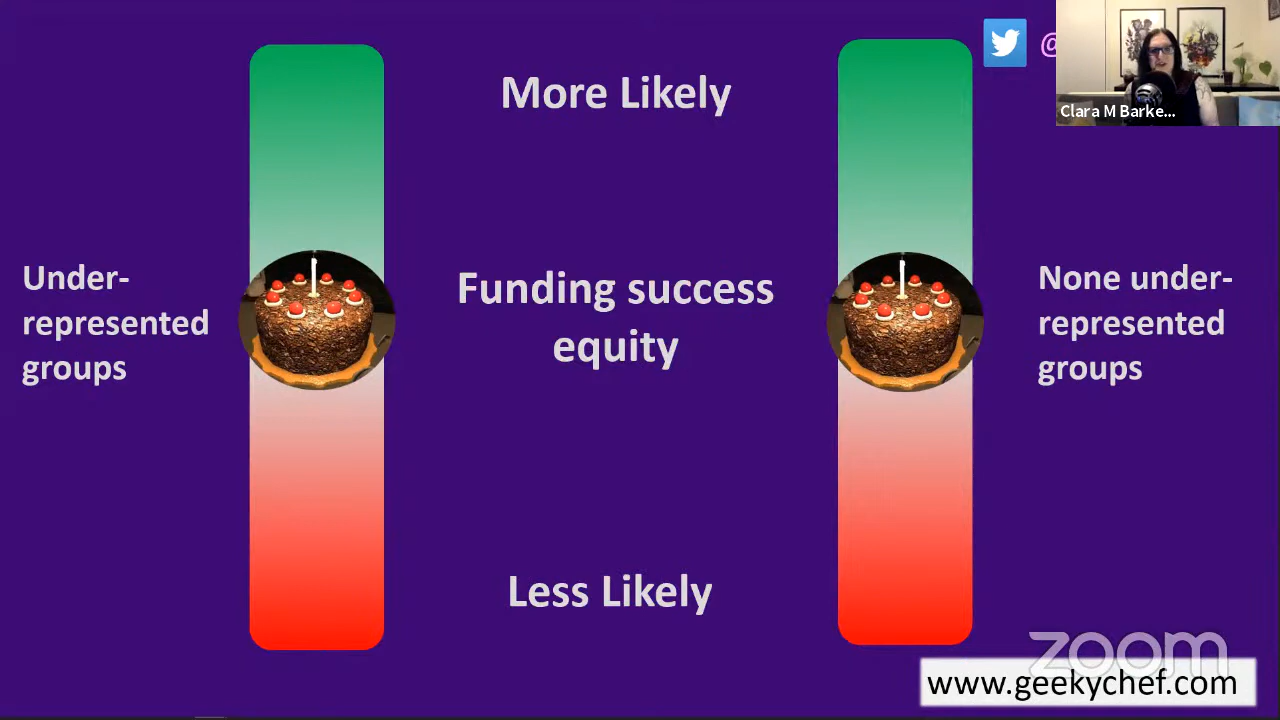 More Likely
@
Clara M Barke...
Under-
represented
groups
Funding success
equity
None under-
represented
groups
Less Likely
zoom
www.geekychef.com